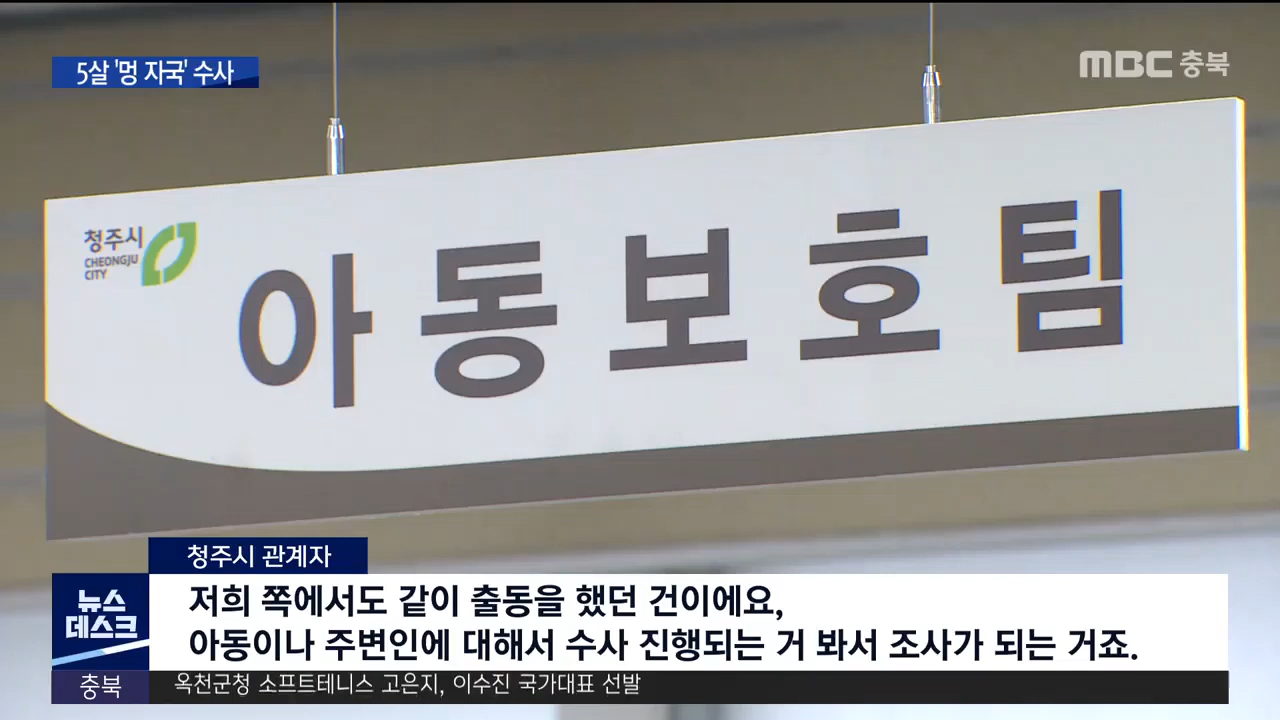 5살 '멍 자국' 수사
MBC 충북
청주시
CHEONGJU
CITY
아동보호팀
청주시 관계자
뉴스
데스크
저희 쪽에서도 같이 출동을 했던 건이에요,
아동이나 주변인에 대해서 수사 진행되는 거 봐서 조사가 되는 거죠.
충북
옥천군청 소프트테니스 고은지, 이수진 국가대표 선발